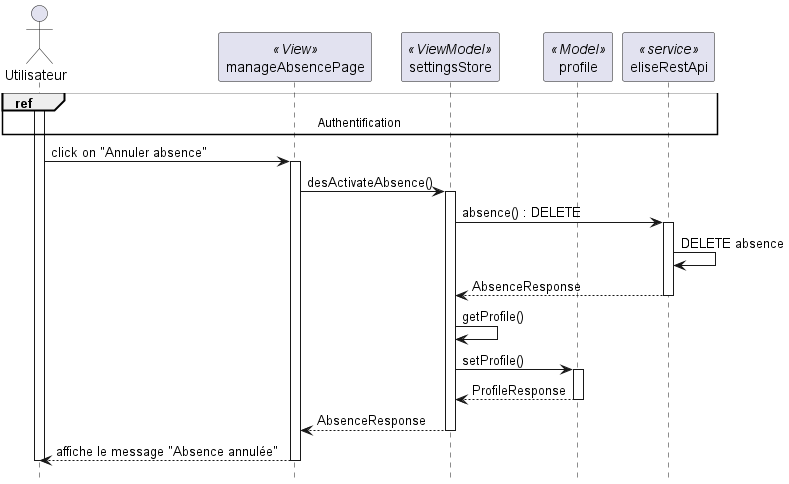 «View» «ViewModel» «Model» «service»
Utilisateur manageAbsencePage settingsStore profile eliseRestApi
ref
Authentification
click on "Annuler absence"
desActivateAbsence()
absence() : DELETE
DELETE absence
AbsenceResponse
getProfile()
setProfile()
ProfileResponse
AbsenceResponse
affiche le message "Absence annulée"